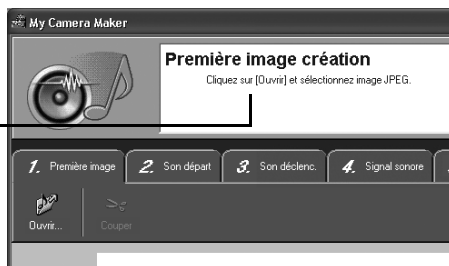 My Camera Maker
Première image création
Cliquez sur [Ouvrir] et sélectionnez image JPEG.
1. Première image 2. Son départ 3. Son déclenc. 4. Signal sonore
Ouvrir... Couper